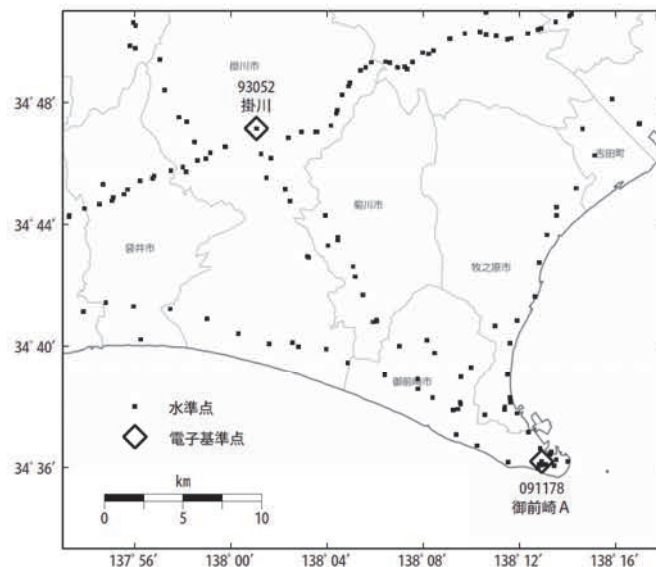 掛川市
93052
掛川
34° 48′
吉田町
菊川市
34° 44′
袋井市
牧之原市
34° 40′
御前崎市
水準点
電子基準点
34° 36′
km
0 5 10
091178
御前崎A
137° 56′ 138° 00′ 138° 04′ 138° 08′ 138° 12′ 138° 16′